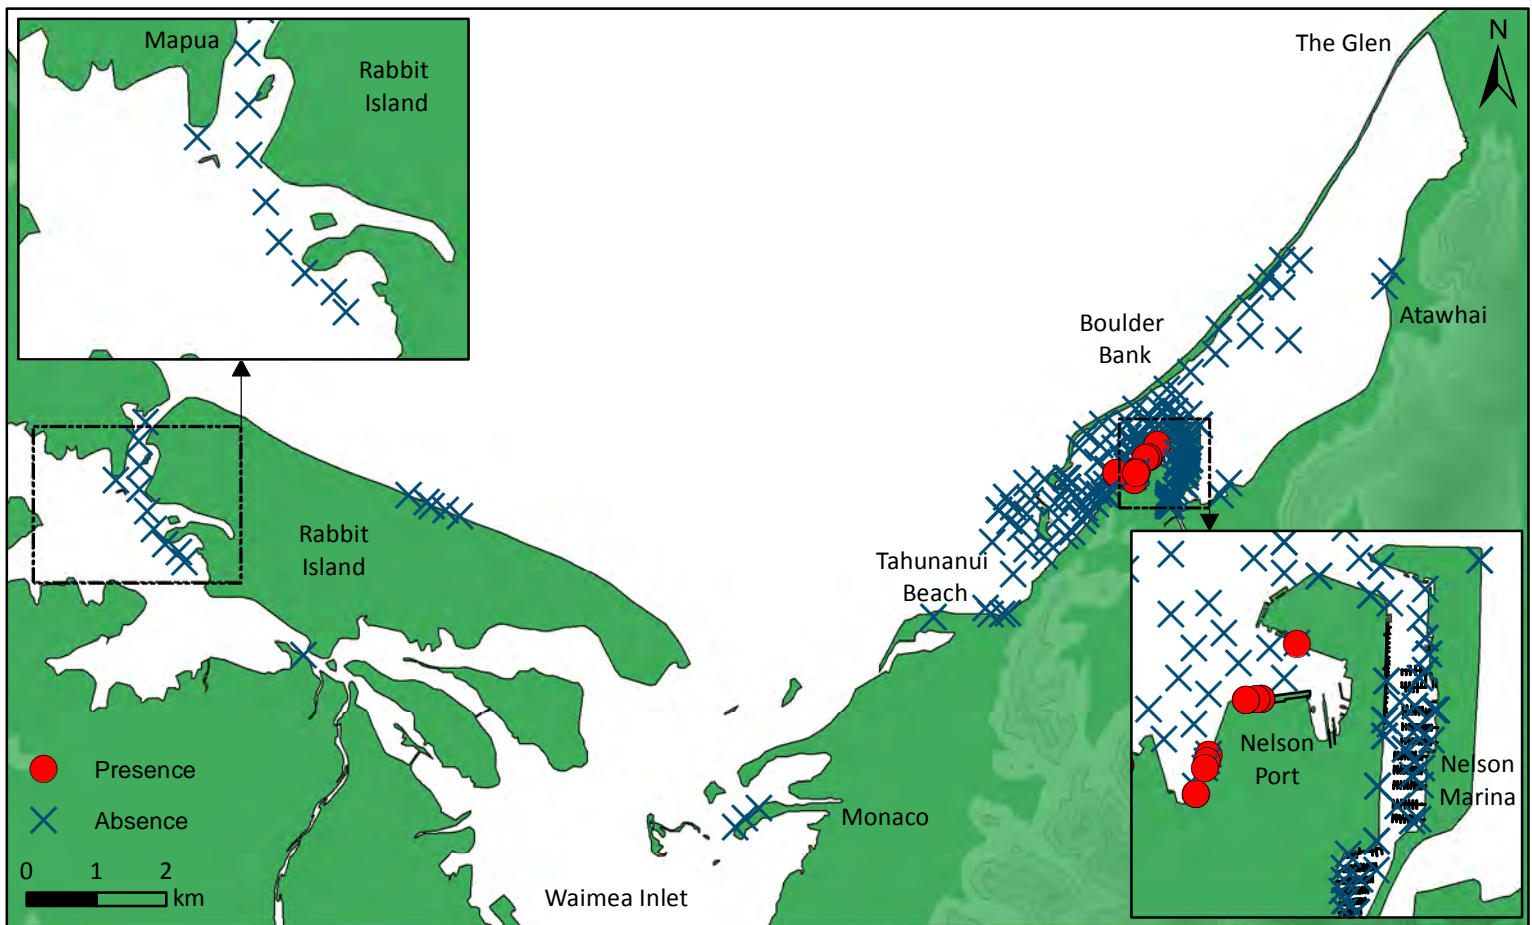 Mapua
Rabbit
Island
The Glen
N
Boulder
Bank
Atawhai
Rabbit
Island
Tahunanui
Beach
Nelson
Port
Nelson
Marina
Presence
Absence
Monaco
0 1 2
km
Waimea Inlet